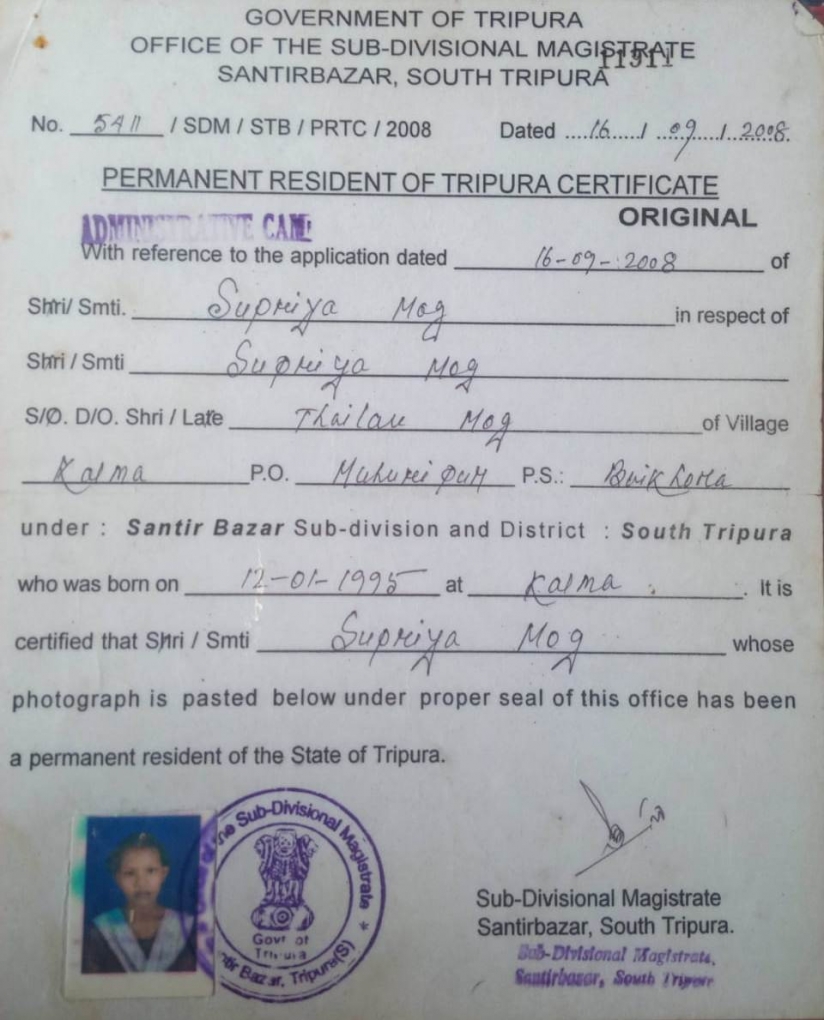 GOVERNMENT OF TRIPURA
OFFICE OF THE SUB-DIVISIONAL MAGISTRATE
SANTIRBAZAR, SOUTH TRIPURA
11911
No. 5411 / SDM / STB / PRTC / 2008 Dated ....16...../ ...09..../...2008.
PERMANENT RESIDENT OF TRIPURA CERTIFICATE
ADMINISTRATIVE CAMP
ORIGINAL
With reference to the application dated 16-09-2008 of
Shri/ Smti. Supriya Mog in respect of
Shri / Smti Supriya Mog
S/O. D/O. Shri / Late Thailau Mog of Village
Kalma P.O. Muhuripur P.S.: Baikhora
under : Santir Bazar Sub-division and District : South Tripura
who was born on 12-01-1995 at Kalma . It is
certified that Shri / Smti Supriya Mog whose
photograph is pasted below under proper seal of this office has been
a permanent resident of the State of Tripura.
the Sub-Divisional Magistrate *
Govt of
Tripura
Santir Bazar, Tripura(S)
Sub-Divisional Magistrate
Santirbazar, South Tripura.
Sub-Divisional Magistrate,
Santirbazar, South Tripura